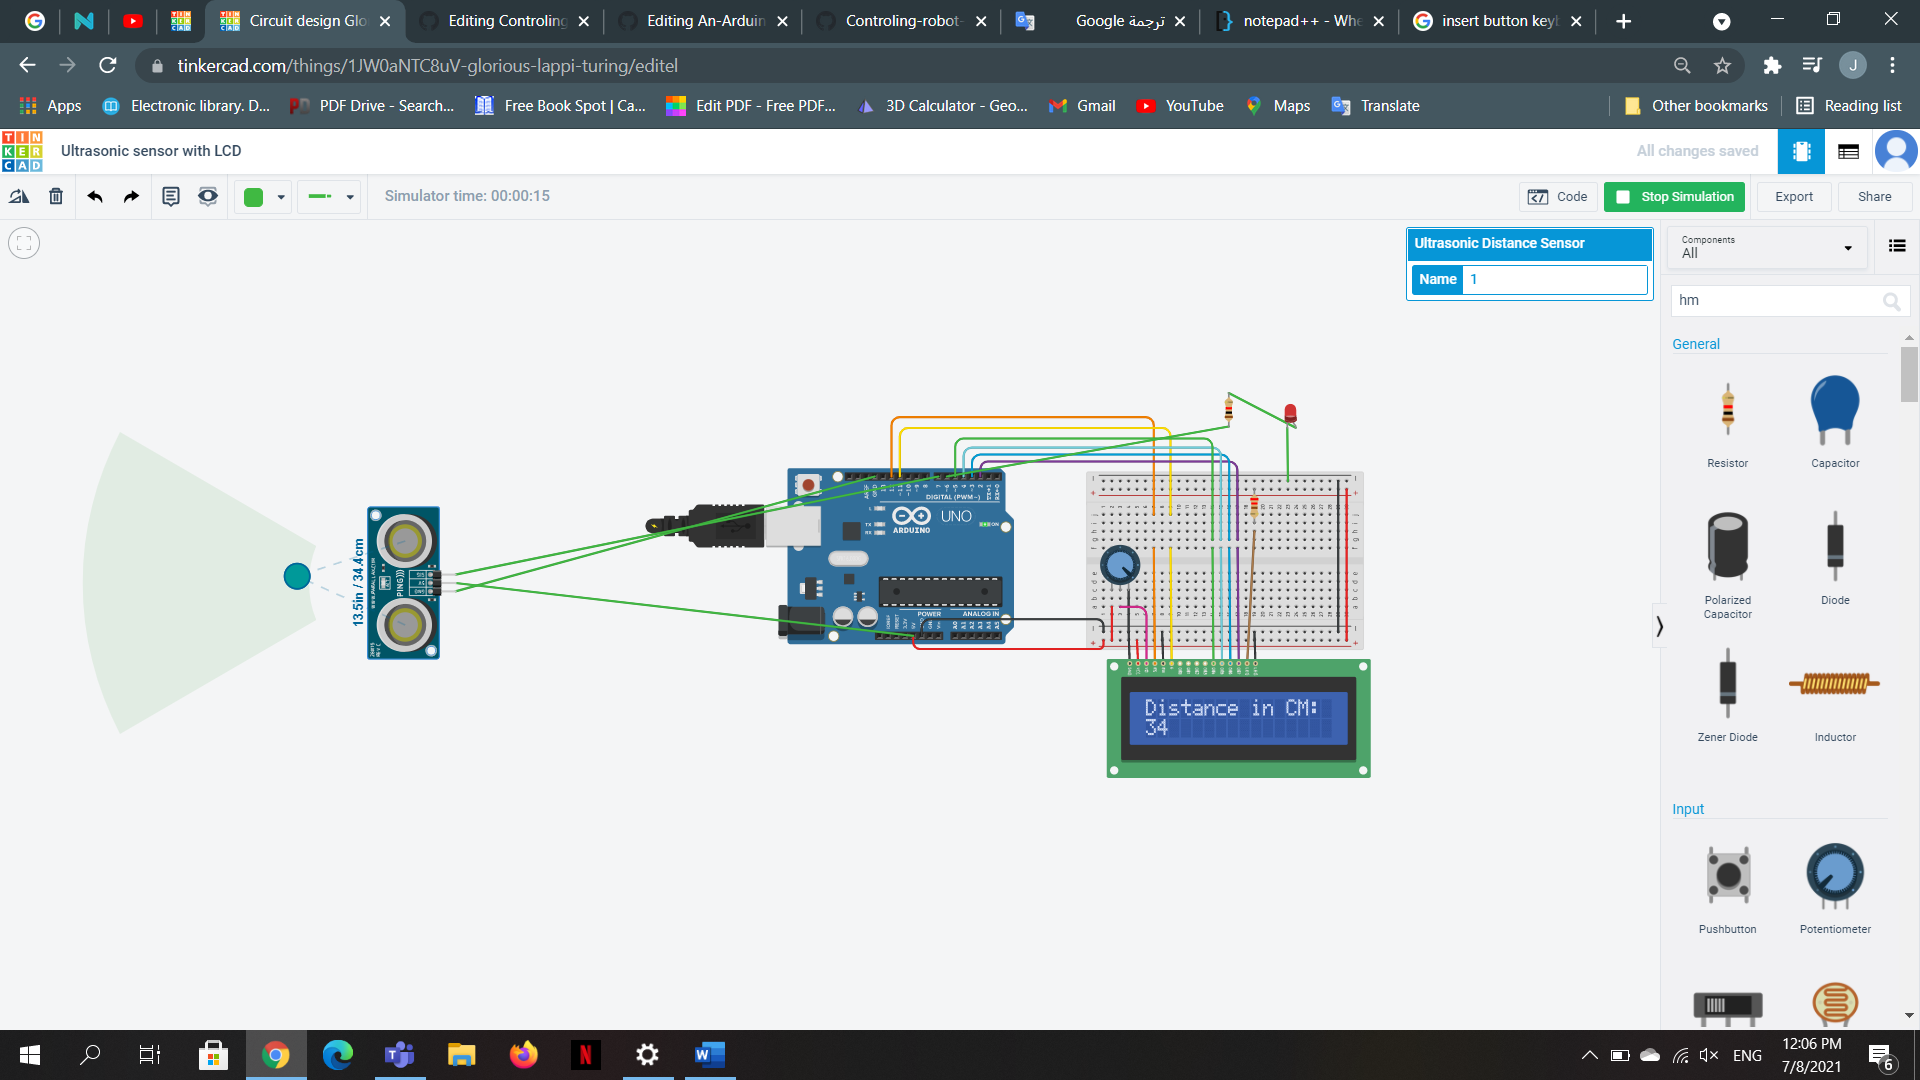 Circuit design Glo
Editing Controling
Editing An-Arduin
Controling-robot-
ترجمة Google
notepad++ - Whe
insert button keyb
tinkercad.com/things/1JW0aNTC8uV-glorious-lappi-turing/editel
J
Apps
Electronic library. D...
PDF Drive - Search...
Free Book Spot | Ca...
Edit PDF - Free PDF...
3D Calculator - Geo...
Gmail
YouTube
Maps
Translate
Other bookmarks
Reading list
TIN
KER
CAD
Ultrasonic sensor with LCD
All changes saved
Simulator time: 00:00:15
Code
Stop Simulation
Export
Share
Ultrasonic Distance Sensor
Name 1
Components
All
hm
General
Resistor
Capacitor
Polarized
Capacitor
Diode
Zener Diode
Inductor
Input
Pushbutton
Potentiometer
13.5in / 34.4cm
PING)))
DIGITAL (PWM~)
UNO
ARDUINO
ON
POWER
ANALOG IN
Distance in CM:
34
ENG
12:06 PM
7/8/2021
6